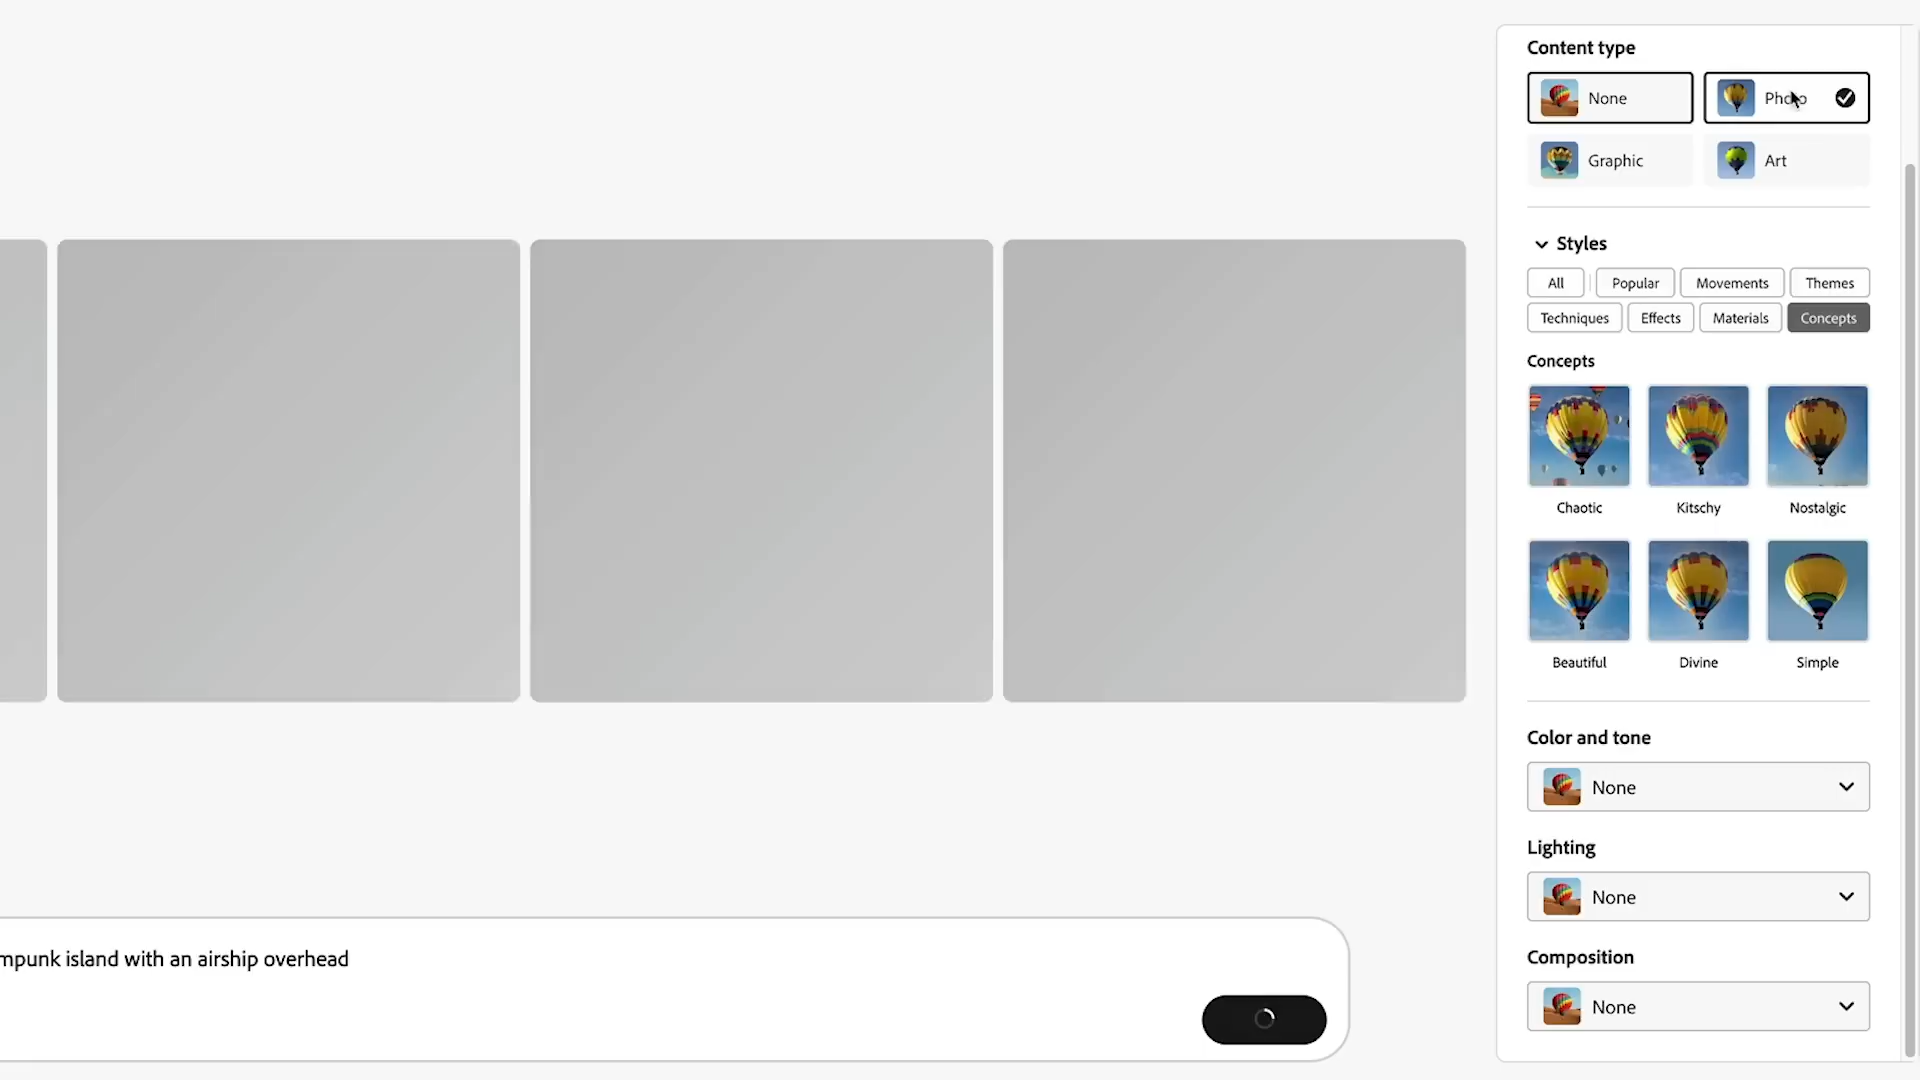 Content type
None
Photo
Graphic
Art
Styles
All
Popular
Movements
Themes
Techniques
Effects
Materials
Concepts
Concepts
Chaotic
Kitschy
Nostalgic
Beautiful
Divine
Simple
Color and tone
None
Lighting
None
Composition
None
mpunk island with an airship overhead